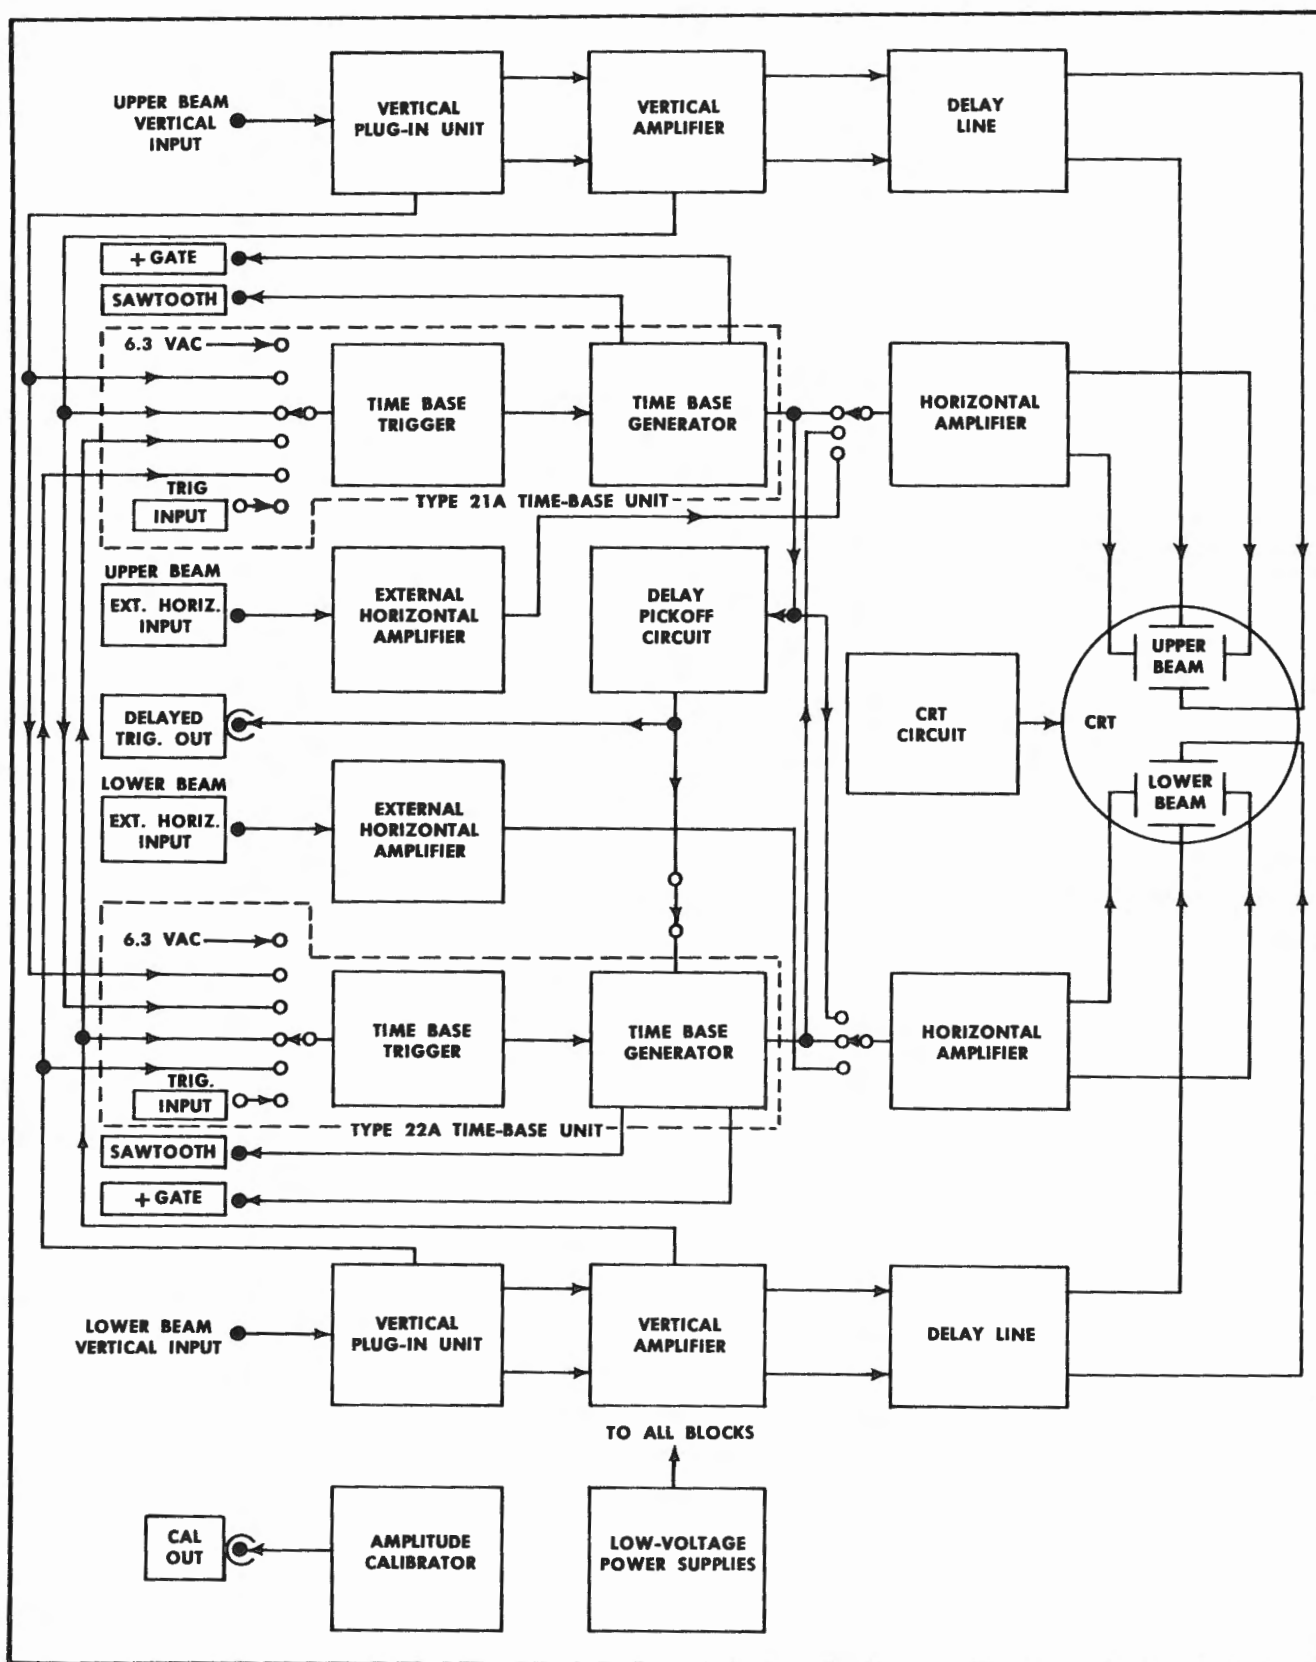 UPPER BEAM
VERTICAL
INPUT
VERTICAL
PLUG-IN UNIT
VERTICAL
AMPLIFIER
DELAY
LINE
+ GATE
SAWTOOTH
6.3 VAC
TIME BASE
TRIGGER
TIME BASE
GENERATOR
HORIZONTAL
AMPLIFIER
TRIG
INPUT
TYPE 21A TIME-BASE UNIT
UPPER BEAM
EXT. HORIZ.
INPUT
EXTERNAL
HORIZONTAL
AMPLIFIER
DELAY
PICKOFF
CIRCUIT
UPPER
BEAM
DELAYED
TRIG. OUT
CRT
CIRCUIT
CRT
LOWER BEAM
EXT. HORIZ.
INPUT
EXTERNAL
HORIZONTAL
AMPLIFIER
LOWER
BEAM
6.3 VAC
TIME BASE
TRIGGER
TIME BASE
GENERATOR
HORIZONTAL
AMPLIFIER
TRIG.
INPUT
TYPE 22A TIME-BASE UNIT
SAWTOOTH
+ GATE
LOWER BEAM
VERTICAL INPUT
VERTICAL
PLUG-IN UNIT
VERTICAL
AMPLIFIER
DELAY LINE
TO ALL BLOCKS
CAL
OUT
AMPLITUDE
CALIBRATOR
LOW-VOLTAGE
POWER SUPPLIES